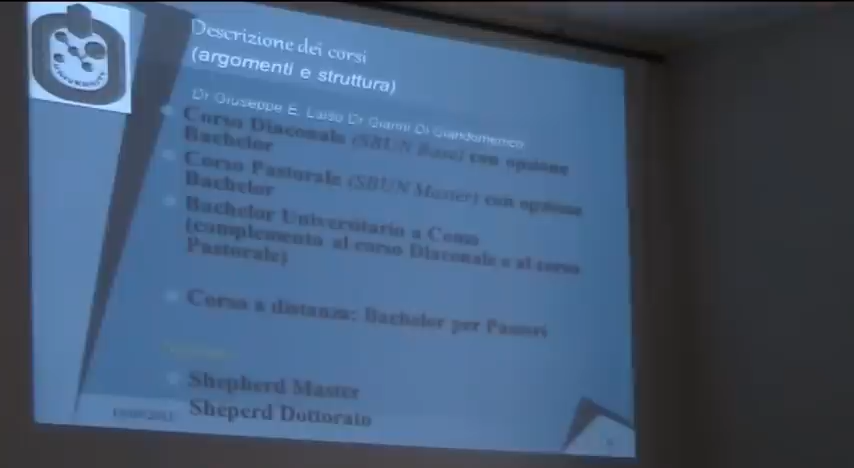 Descrizione dei corsi
(argomenti e struttura)
Dr Giuseppe E. Laiso Dr Gianni Di Giandomenico
Corso Diaconale (SBUN Base) con opzione
Bachelor
Corso Pastorale (SBUN Master) con opzione
Bachelor
Bachelor Universitario a Como
(complemento al corso Diaconale e al corso
Pastorale)
Corso a distanza: Bachelor per Pastori
Shepherd Master
Sheperd Dottorato